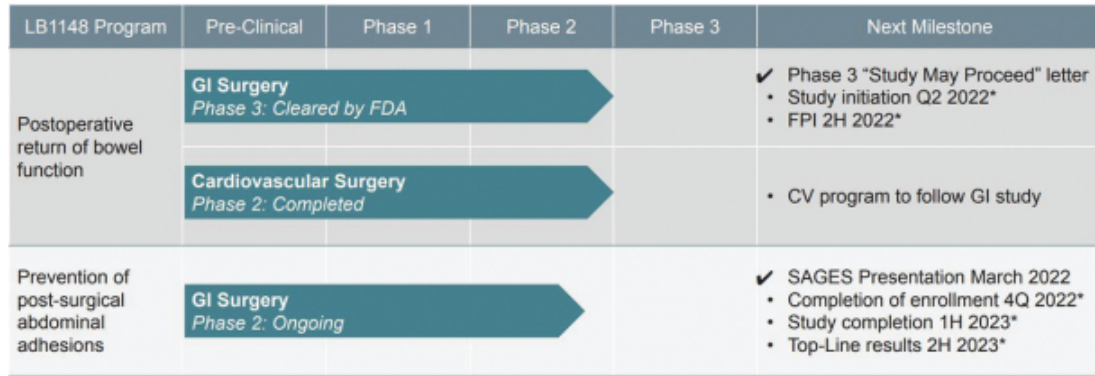 LB1148 Program Pre-Clinical Phase 1 Phase 2 Phase 3 Next Milestone
Postoperative
return of bowel
function
GI Surgery
Phase 3: Cleared by FDA
✔ Phase 3 “Study May Proceed” letter
• Study initiation Q2 2022*
• FPI 2H 2022*
Cardiovascular Surgery
Phase 2: Completed
• CV program to follow GI study
Prevention of
post-surgical
abdominal
adhesions
GI Surgery
Phase 2: Ongoing
✔ SAGES Presentation March 2022
• Completion of enrollment 4Q 2022*
• Study completion 1H 2023*
• Top-Line results 2H 2023*